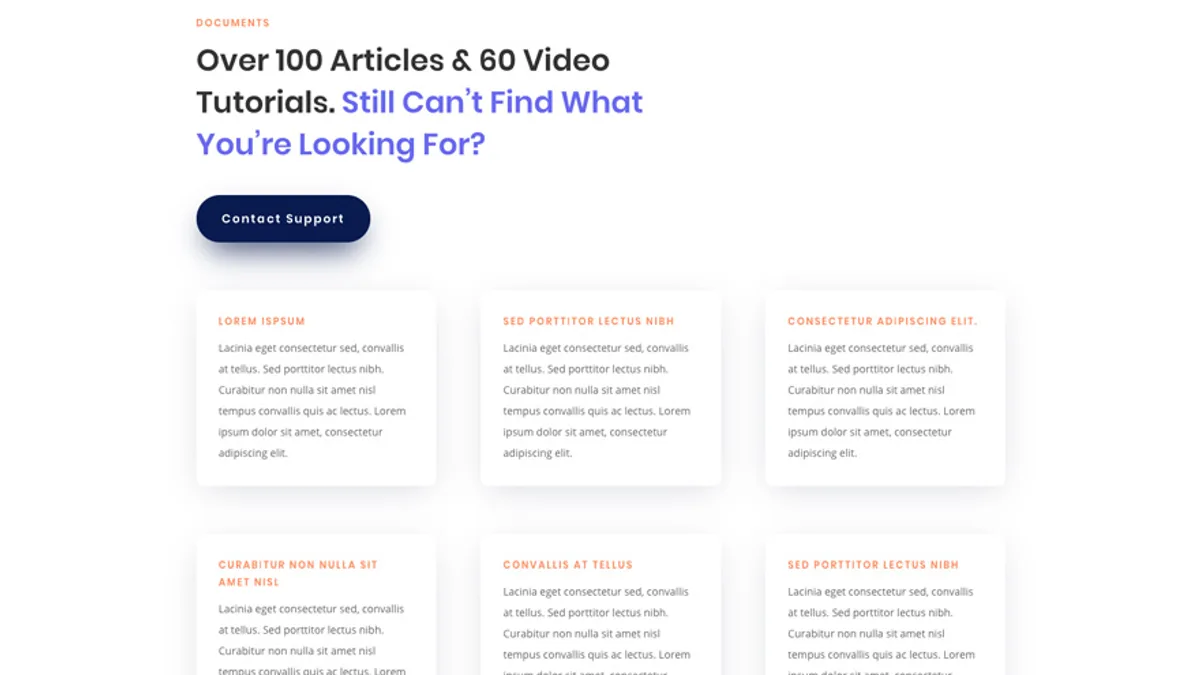 DOCUMENTS
Over 100 Articles & 60 Video
Tutorials. Still Can’t Find What
You’re Looking For?
Contact Support
LOREM ISPSUM
Lacinia eget consectetur sed, convallis
at tellus. Sed porttitor lectus nibh.
Curabitur non nulla sit amet nisl
tempus convallis quis ac lectus. Lorem
ipsum dolor sit amet, consectetur
adipiscing elit.
SED PORTTITOR LECTUS NIBH
Lacinia eget consectetur sed, convallis
at tellus. Sed porttitor lectus nibh.
Curabitur non nulla sit amet nisl
tempus convallis quis ac lectus. Lorem
ipsum dolor sit amet, consectetur
adipiscing elit.
CONSECTETUR ADIPISCING ELIT.
Lacinia eget consectetur sed, convallis
at tellus. Sed porttitor lectus nibh.
Curabitur non nulla sit amet nisl
tempus convallis quis ac lectus. Lorem
ipsum dolor sit amet, consectetur
adipiscing elit.
CURABITUR NON NULLA SIT
AMET NISL
Lacinia eget consectetur sed, convallis
at tellus. Sed porttitor lectus nibh.
Curabitur non nulla sit amet nisl
tempus convallis quis ac lectus. Lorem
CONVALLIS AT TELLUS
Lacinia eget consectetur sed, convallis
at tellus. Sed porttitor lectus nibh.
Curabitur non nulla sit amet nisl
tempus convallis quis ac lectus. Lorem
SED PORTTITOR LECTUS NIBH
Lacinia eget consectetur sed, convallis
at tellus. Sed porttitor lectus nibh.
Curabitur non nulla sit amet nisl
tempus convallis quis ac lectus. Lorem